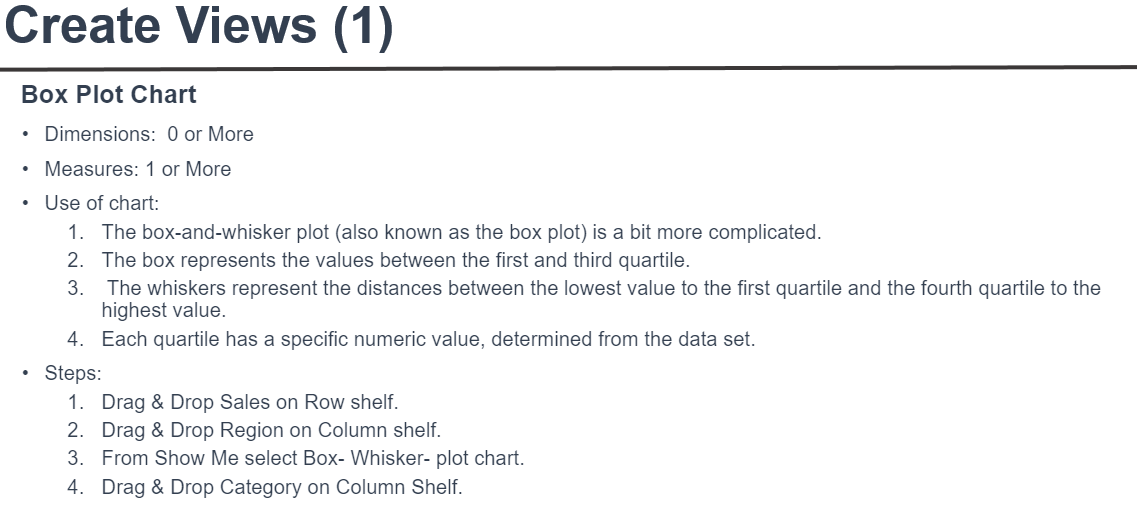 Create Views (1)
Box Plot Chart
• Dimensions:  0 or More
• Measures: 1 or More
• Use of chart:
1. The box-and-whisker plot (also known as the box plot) is a bit more complicated.
2. The box represents the values between the first and third quartile.
3. The whiskers represent the distances between the lowest value to the first quartile and the fourth quartile to the
highest value.
4. Each quartile has a specific numeric value, determined from the data set.
• Steps:
1. Drag & Drop Sales on Row shelf.
2. Drag & Drop Region on Column shelf.
3. From Show Me select Box- Whisker- plot chart.
4. Drag & Drop Category on Column Shelf.